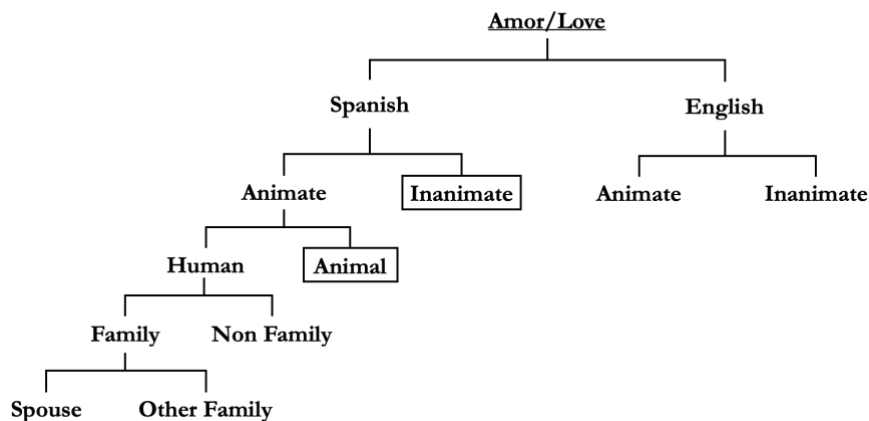 Amor/Love
Spanish English
Animate Inanimate Animate Inanimate
Human Animal
Family Non Family
Spouse Other Family